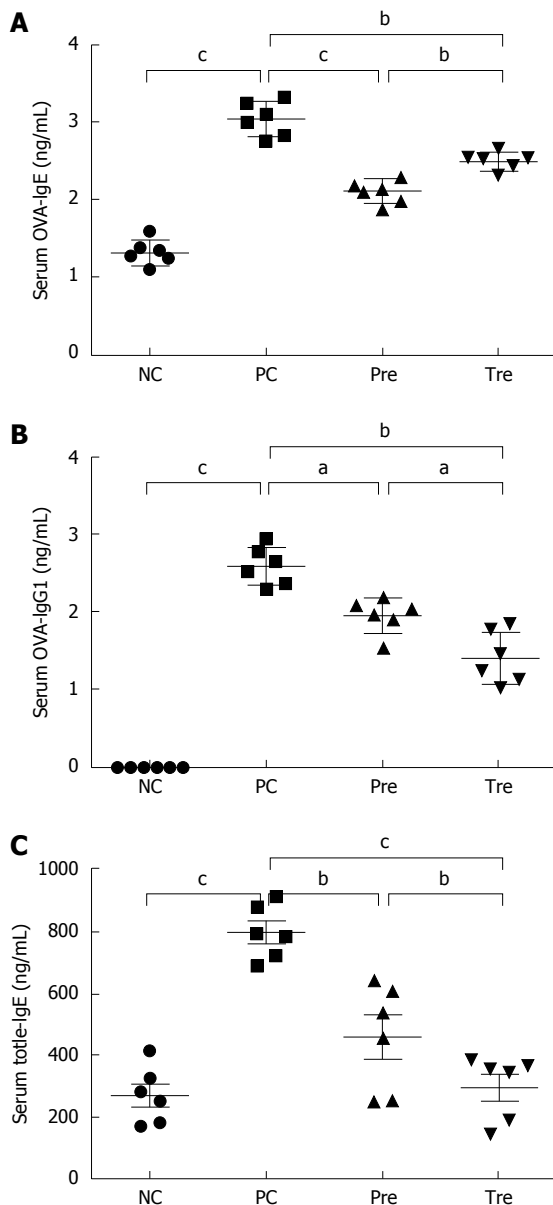 A
b
c c b
4
3
2
1
0
Serum OVA-IgE (ng/mL)
NC PC Pre Tre
B
b
c a a
4
3
2
1
0
Serum OVA-IgG1 (ng/mL)
NC PC Pre Tre
C
c
c b b
1000
800
600
400
200
0
Serum totle-IgE (ng/mL)
NC PC Pre Tre